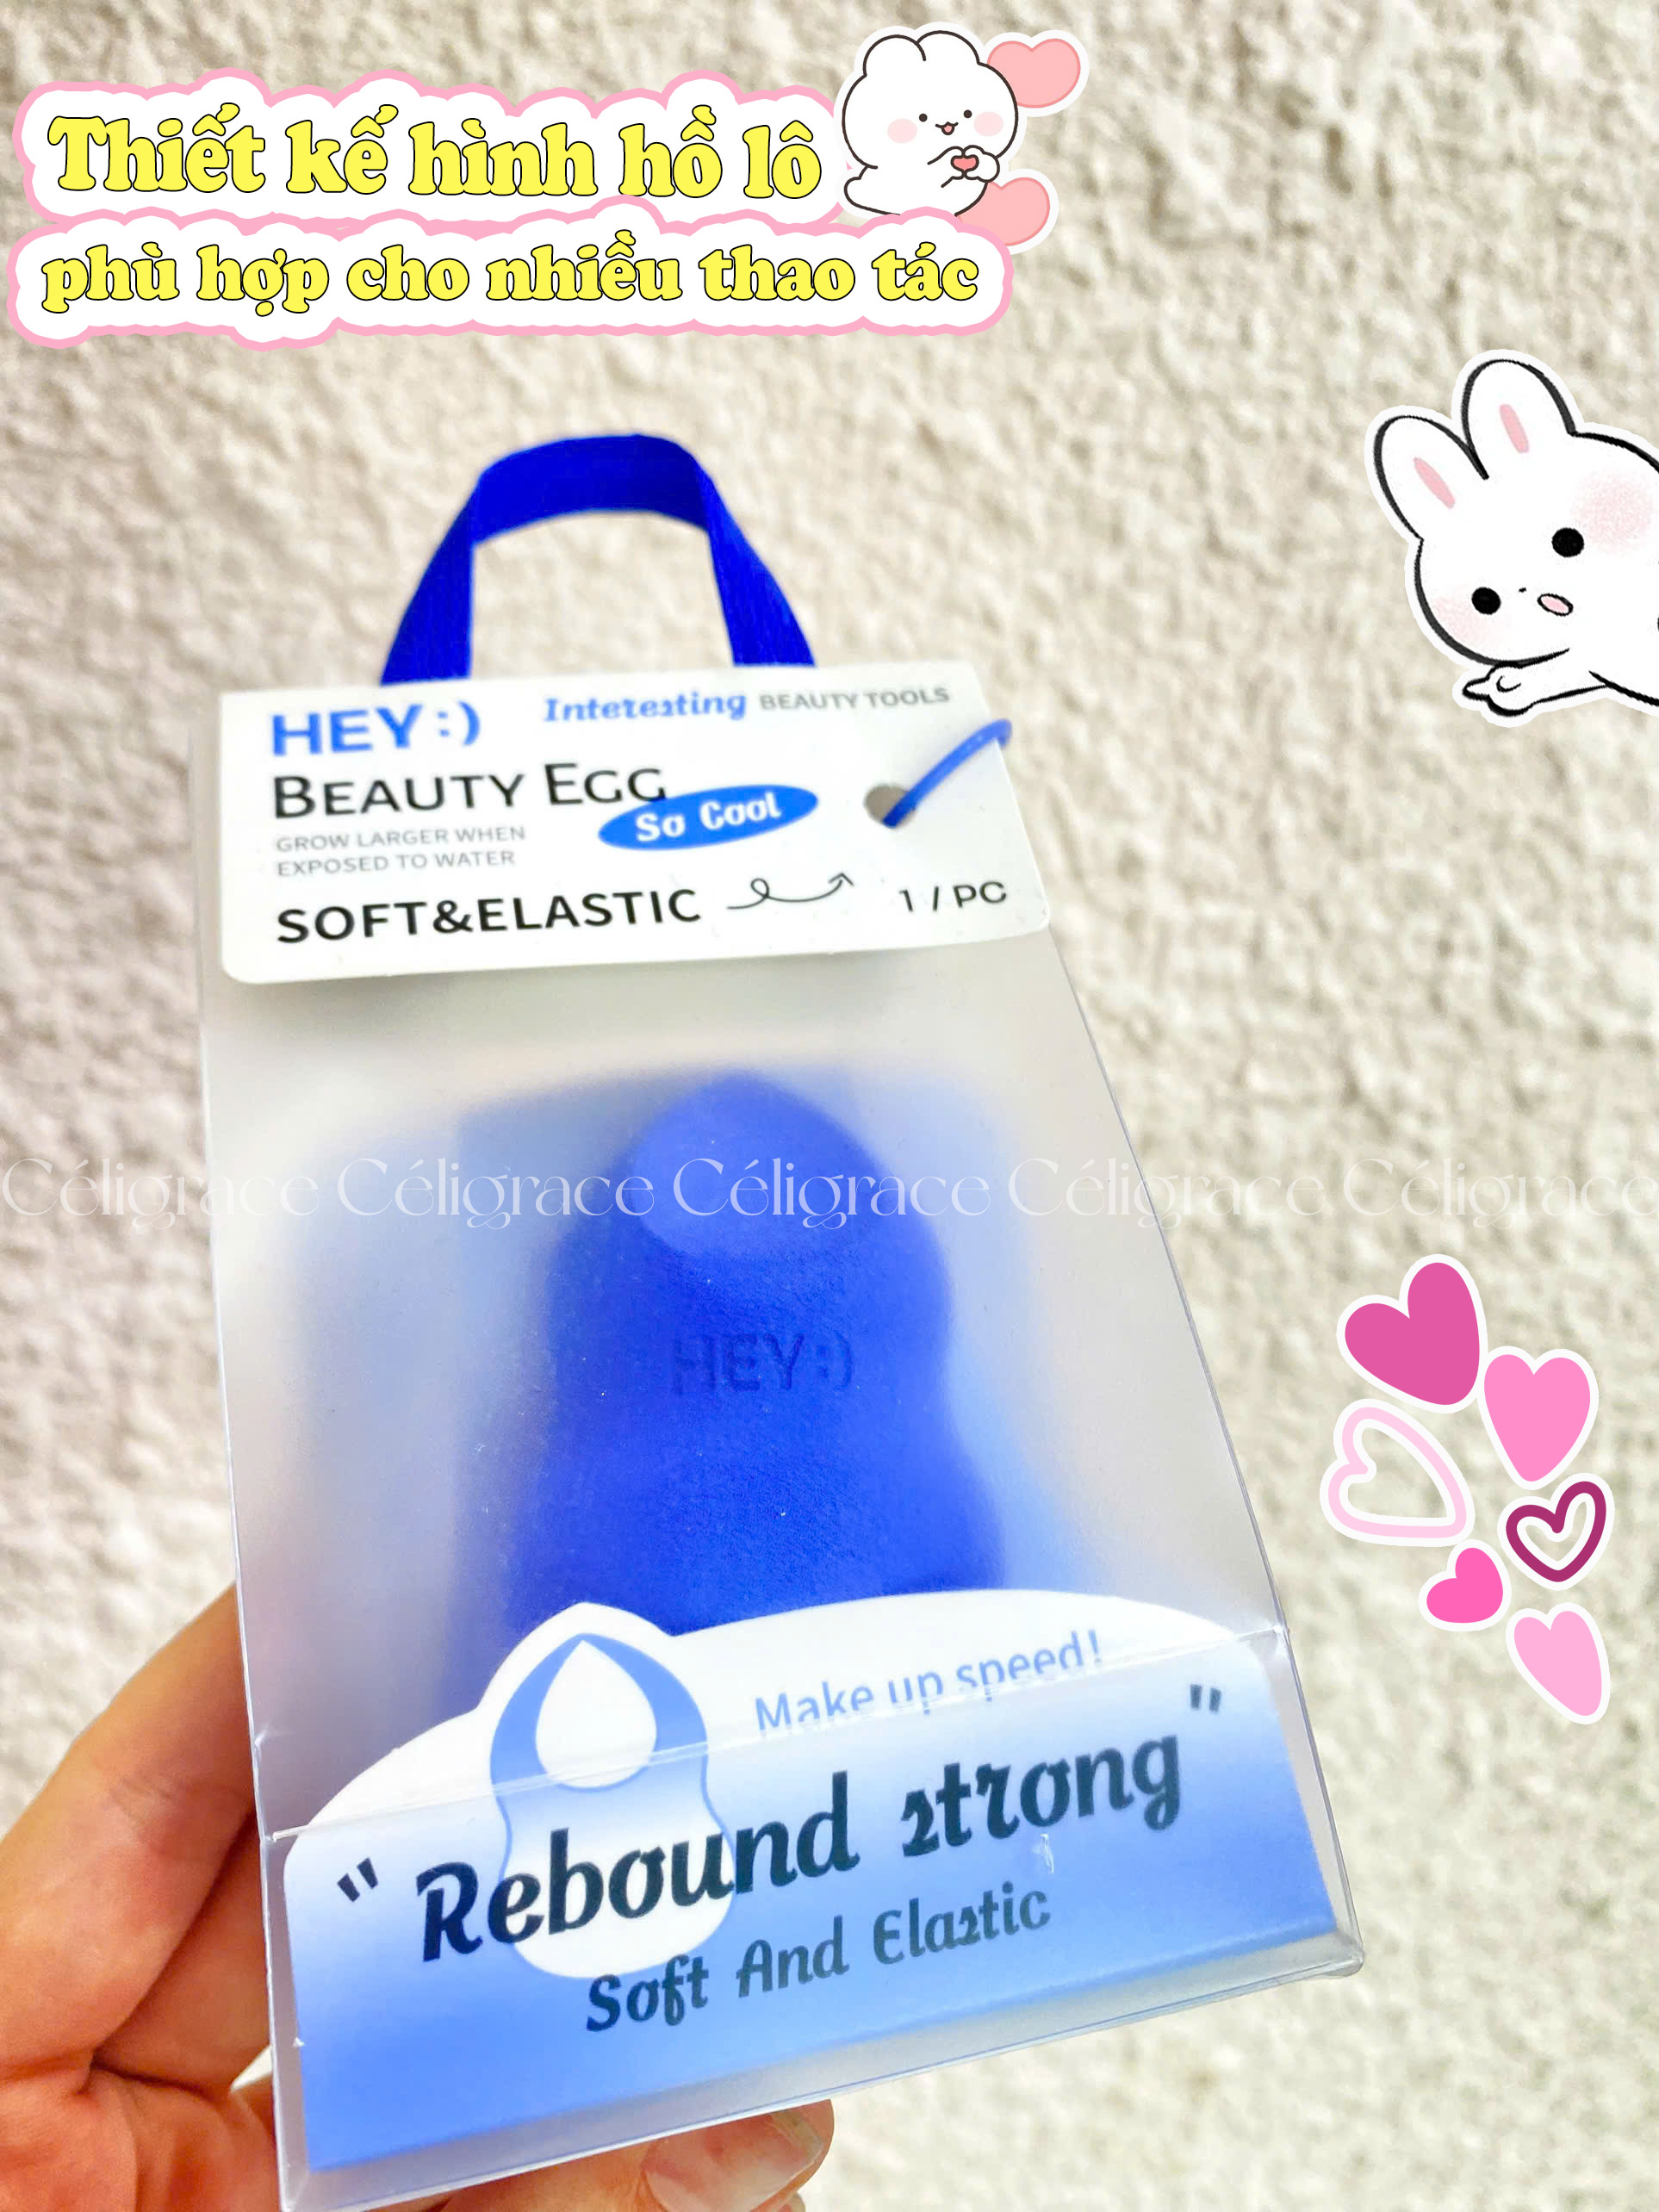 Thiết kế hình hồ lô
phù hợp cho nhiều thao tác
HEY:) Interesting BEAUTY TOOLS
BEAUTY EGG
So Cool
GROW LARGER WHEN
EXPOSED TO WATER
SOFT&ELASTIC 1/PC
Céligrace Céligrace Céligrace Céligrace Céligrace
HEY:)
Make up speed!
"Rebound strong"
Soft And Elastic